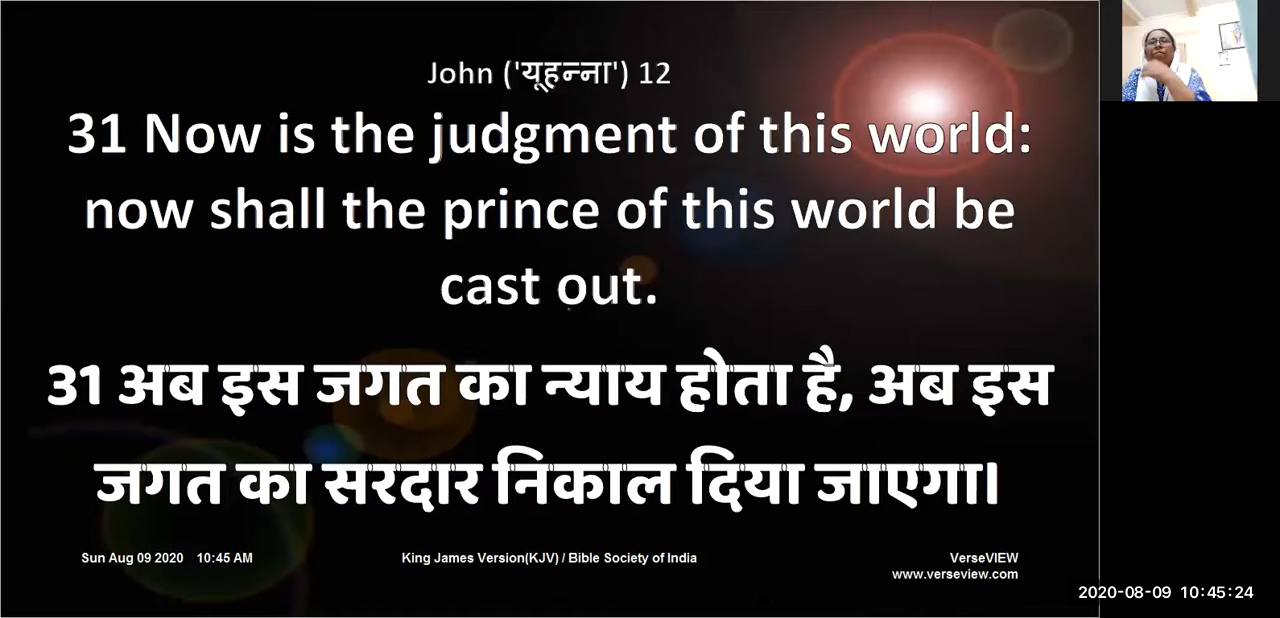 John ('यूहन्ना') 12
31 Now is the judgment of this world:
now shall the prince of this world be
cast out.
31 अब इस जगत का न्याय होता है, अब इस
जगत का सरदार निकाल दिया जाएगा।
Sun Aug 09 2020 10:45 AM
King James Version(KJV) / Bible Society of India
VerseVIEW
www.verseview.com
2020-08-09 10:45:24